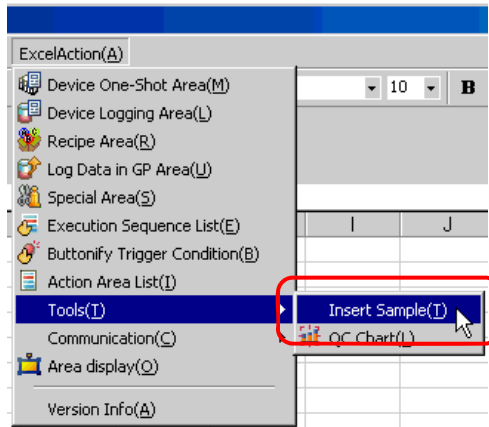 ExcelAction(A)
Device One-Shot Area(M)
10 B
Device Logging Area(L)
Recipe Area(R)
Log Data in GP Area(U)
Special Area(S)
Execution Sequence List(E)
I J
Buttonify Trigger Condition(B)
Action Area List(I)
Tools(T)
Insert Sample(T)
Communication(C)
QC Chart(L)
Area display(O)
Version Info(A)